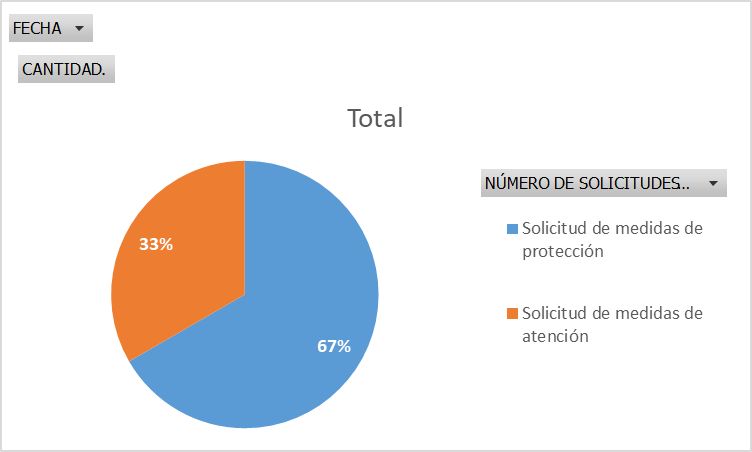 FECHA
CANTIDAD.
Total
NÚMERO DE SOLICITUDES...
Solicitud de medidas de
protección
33%
Solicitud de medidas de
atención
67%